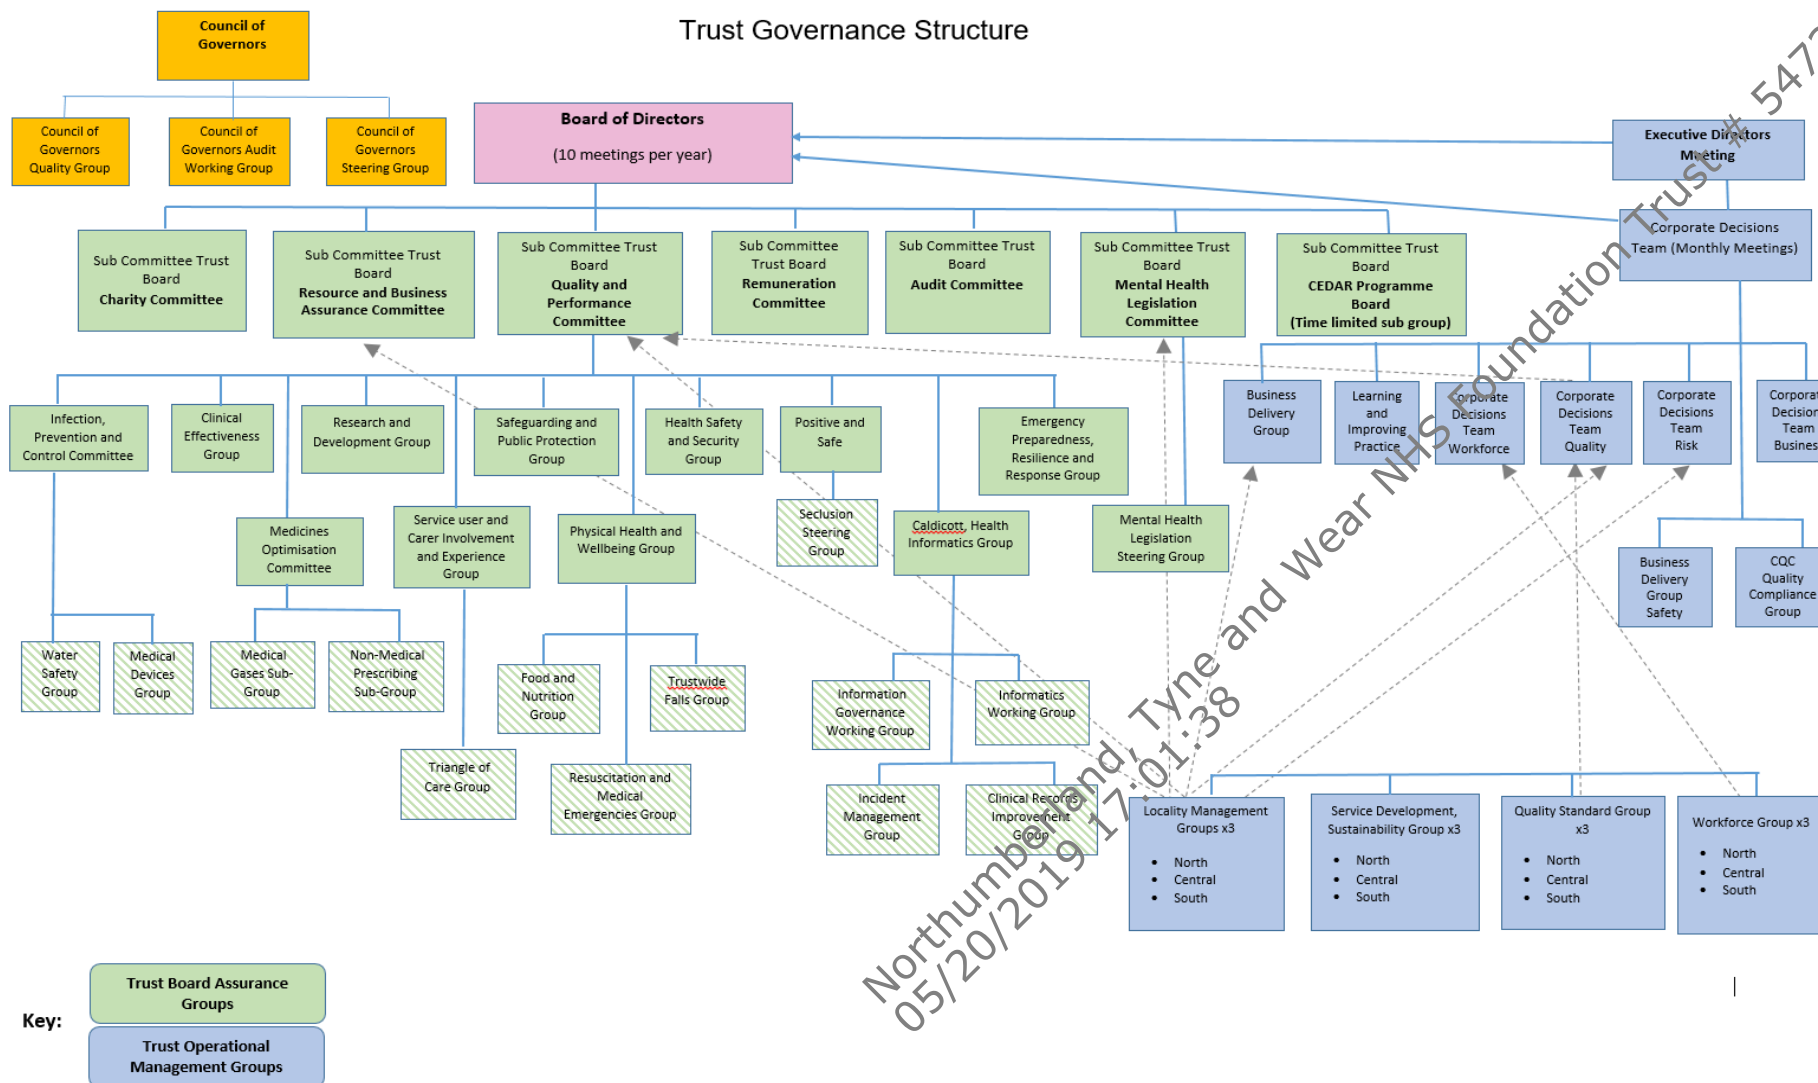 Trust Governance Structure
Council of
Governors
Council of
Governors
Quality Group
Council of
Governors Audit
Working Group
Council of
Governors
Steering Group
Board of Directors
(10 meetings per year)
Executive Directors
Meeting
Corporate Decisions
Team (Monthly Meetings)
Sub Committee Trust
Board
Charity Committee
Sub Committee Trust
Board
Resource and Business
Assurance Committee
Sub Committee Trust
Board
Quality and
Performance
Committee
Sub Committee
Trust Board
Remuneration
Committee
Sub Committee Trust
Board
Audit Committee
Sub Committee Trust
Board
Mental Health
Legislation
Committee
Sub Committee Trust
Board
CEDAR Programme
Board
(Time limited sub group)
Business
Delivery
Group
Learning
and
Improving
Practice
Corporate
Decisions
Team
Workforce
Corporate
Decisions
Team
Quality
Corporate
Decisions
Team
Risk
Corporat
Decision
Team
Busines
Infection,
Prevention and
Control Committee
Clinical
Effectiveness
Group
Research and
Development Group
Safeguarding and
Public Protection
Group
Health Safety
and Security
Group
Positive and
Safe
Emergency
Preparedness,
Resilience and
Response Group
Medicines
Optimisation
Committee
Service user and
Carer Involvement
and Experience
Group
Physical Health and
Wellbeing Group
Seclusion
Steering
Group
Caldicott, Health
Informatics Group
Mental Health
Legislation
Steering Group
Business
Delivery
Group
Safety
CQC
Quality
Compliance
Group
Water
Safety
Group
Medical
Devices
Group
Medical
Gases Sub-
Group
Non-Medical
Prescribing
Sub-Group
Food and
Nutrition
Group
Trustwide
Falls Group
Information
Governance
Working Group
Informatics
Working Group
Triangle of
Care Group
Resuscitation and
Medical
Emergencies Group
Incident
Management
Group
Clinical Records
Improvement
Group
Locality Management
Groups x3
• North
• Central
• South
Service Development,
Sustainability Group x3
• North
• Central
• South
Quality Standard Group
x3
• North
• Central
• South
Workforce Group x3
• North
• Central
• South
Key:
Trust Board Assurance
Groups
Trust Operational
Management Groups
Northumberland, Tyne and Wear NHS Foundation Trust # 547
05/20/2019 17:01:38